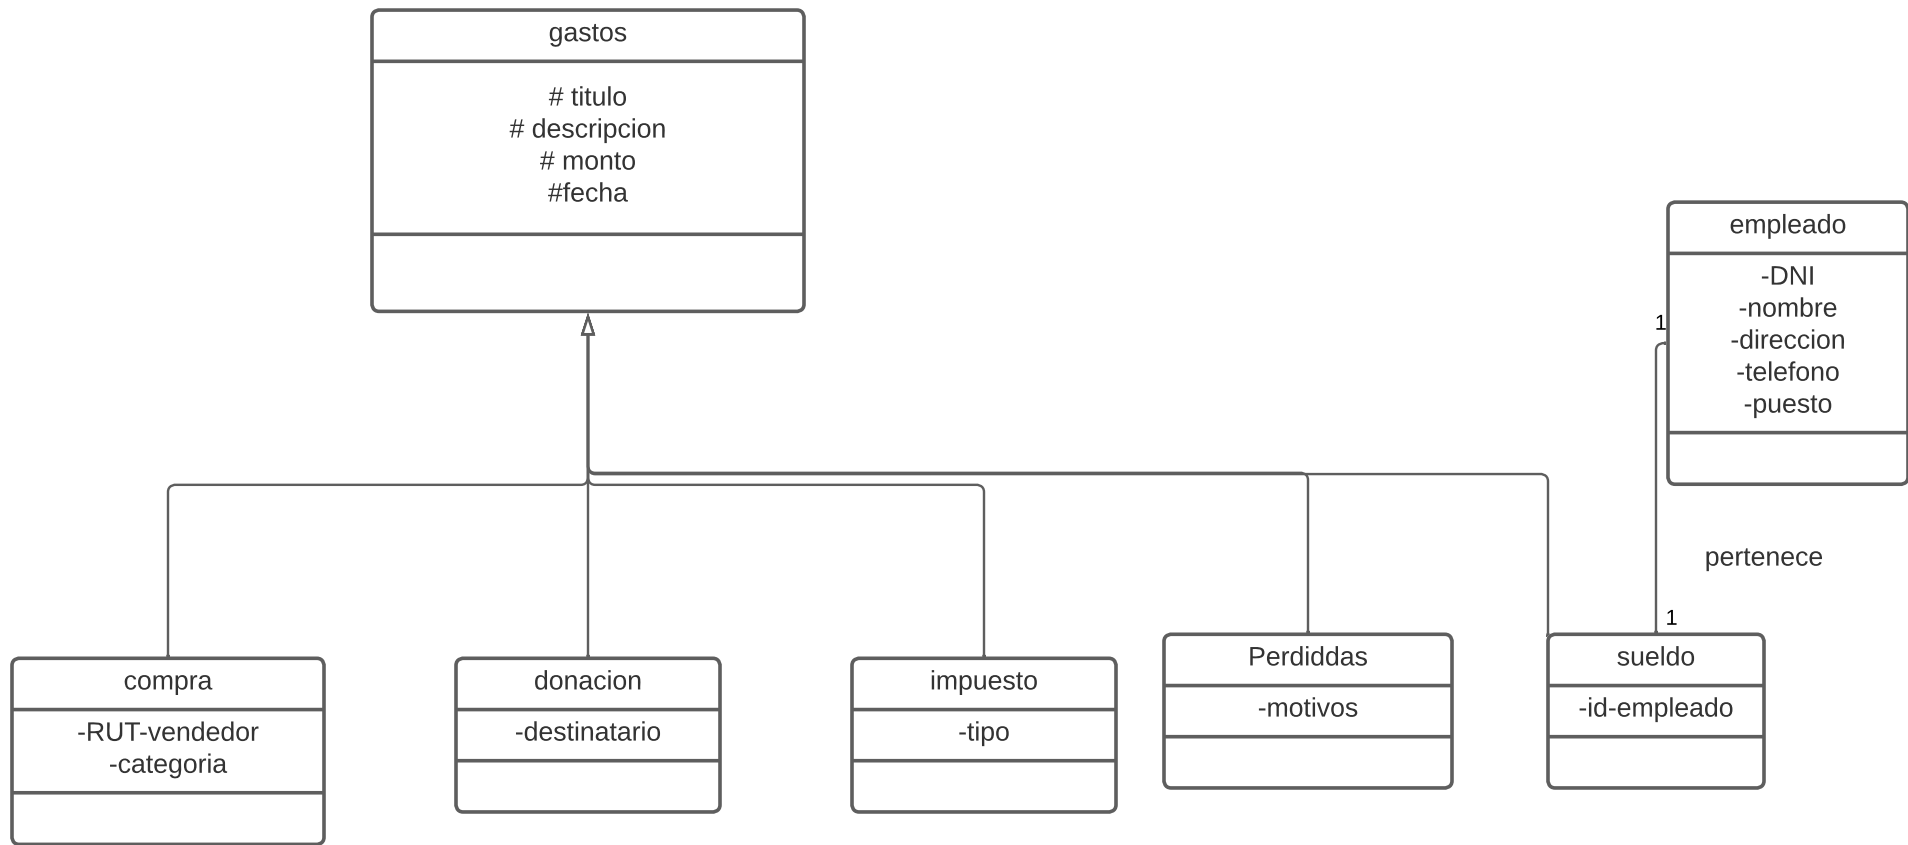 gastos
# titulo
# descripcion
# monto
#fecha
empleado
-DNI
-nombre
-direccion
-telefono
-puesto
1
pertenece
1
compra
-RUT-vendedor
-categoria
donacion
-destinatario
impuesto
-tipo
Perdiddas
-motivos
sueldo
-id-empleado